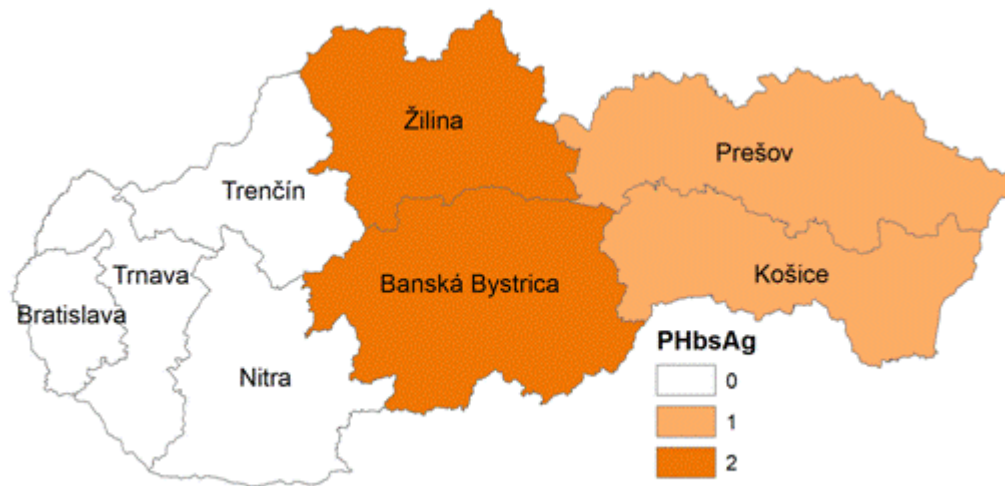 Žilina
Prešov
Trenčín
Košice
Trnava
Banská Bystrica
Bratislava
Nitra
PHbsAg
0
1
2